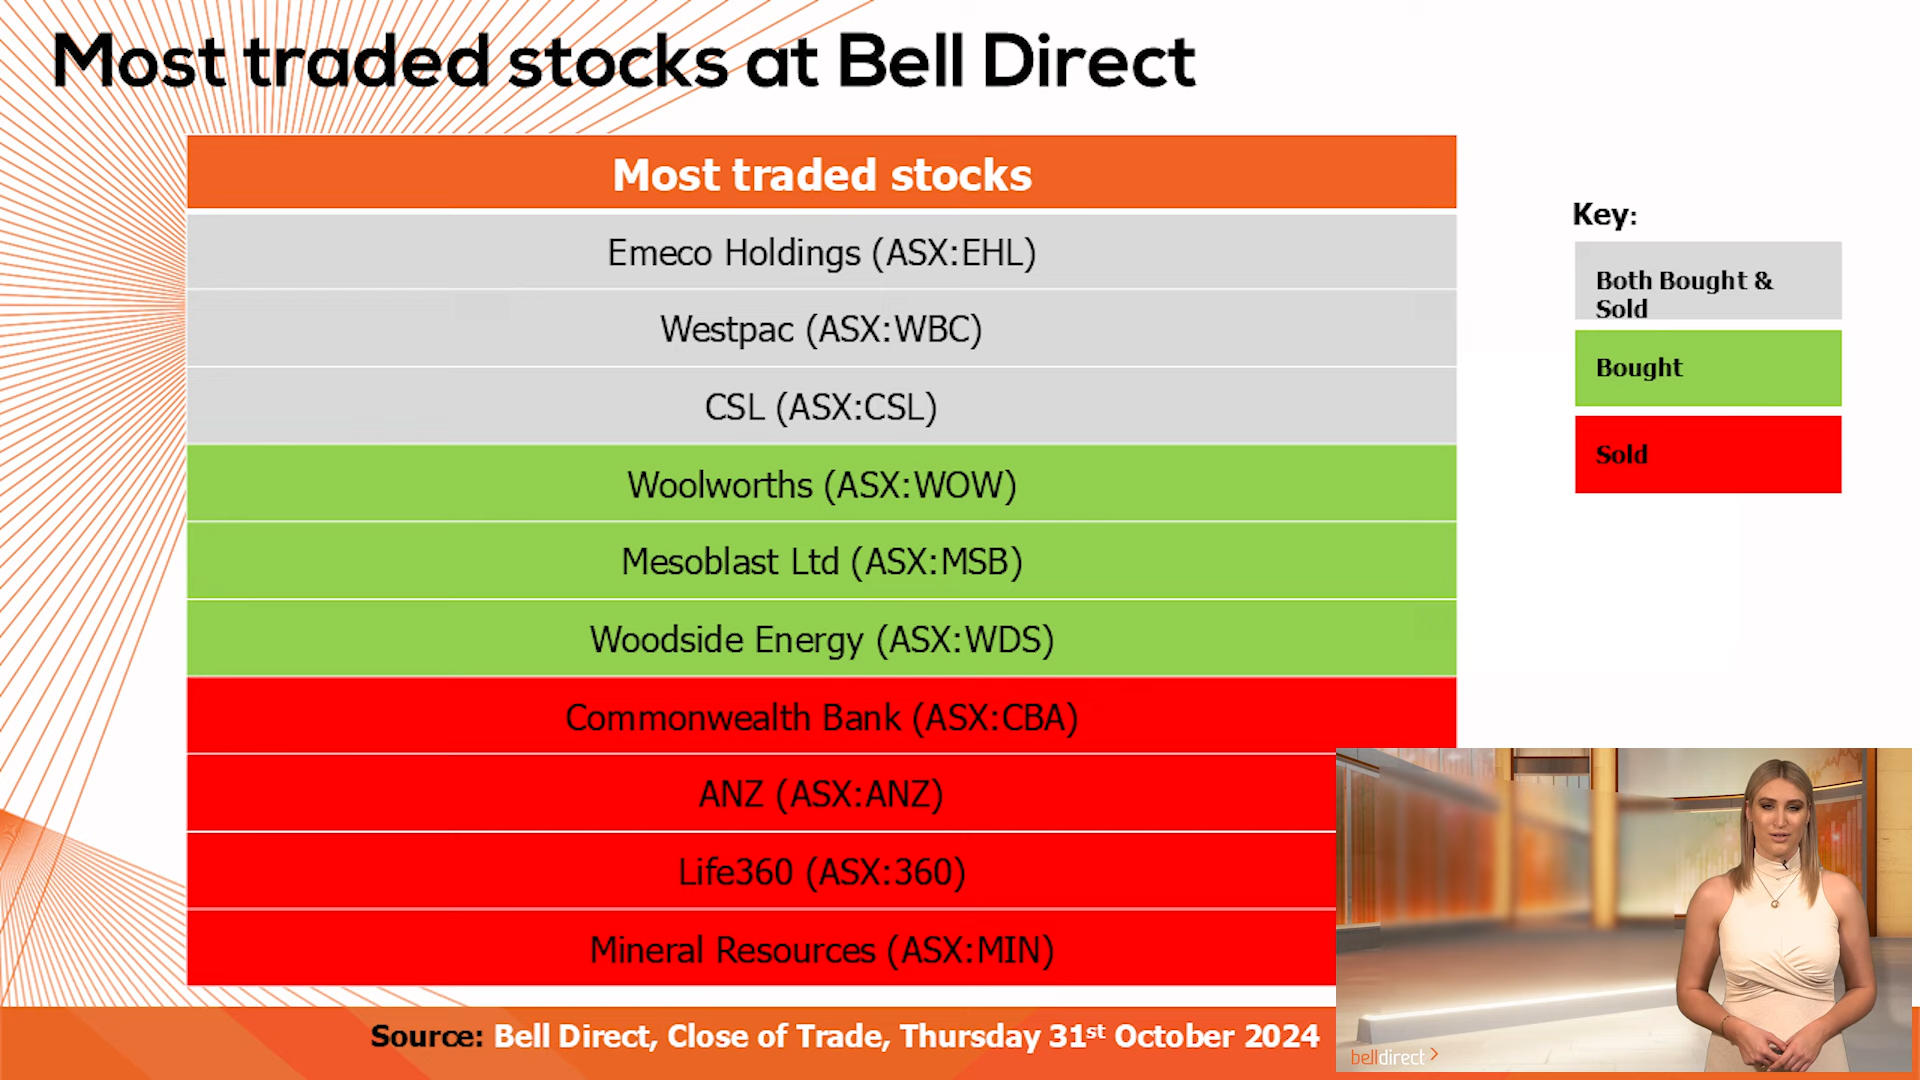 Most traded stocks at Bell Direct
Most traded stocks
Emeco Holdings (ASX:EHL)
Westpac (ASX:WBC)
CSL (ASX:CSL)
Woolworths (ASX:WOW)
Mesoblast Ltd (ASX:MSB)
Woodside Energy (ASX:WDS)
Commonwealth Bank (ASX:CBA)
ANZ (ASX:ANZ)
Life360 (ASX:360)
Mineral Resources (ASX:MIN)
Key:
Both Bought &
Sold
Bought
Sold
Source: Bell Direct, Close of Trade, Thursday 31st October 2024
belldirect